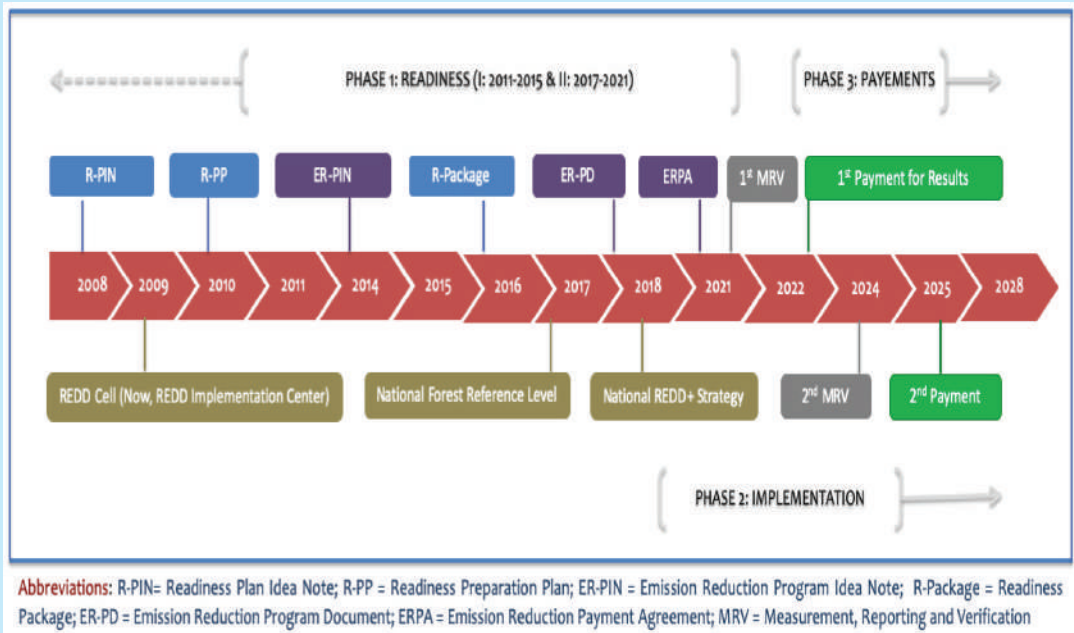 PHASE 1: READINESS (I: 2011-2015 & II: 2017-2021)
PHASE 3: PAYEMENTS
R-PIN
R-PP
ER-PIN
R-Package
ER-PD
ERPA
1st MRV
1st Payment for Results
2008
2009
2010
2011
2014
2015
2016
2017
2018
2021
2022
2024
2025
2028
REDD Cell (Now, REDD Implementation Center)
National Forest Reference Level
National REDD+ Strategy
2nd MRV
2nd Payment
PHASE 2: IMPLEMENTATION
Abbreviations: R-PIN= Readiness Plan Idea Note; R-PP = Readiness Preparation Plan; ER-PIN = Emission Reduction Program Idea Note; R-Package = Readiness
Package; ER-PD = Emission Reduction Program Document; ERPA = Emission Reduction Payment Agreement; MRV = Measurement, Reporting and Verification